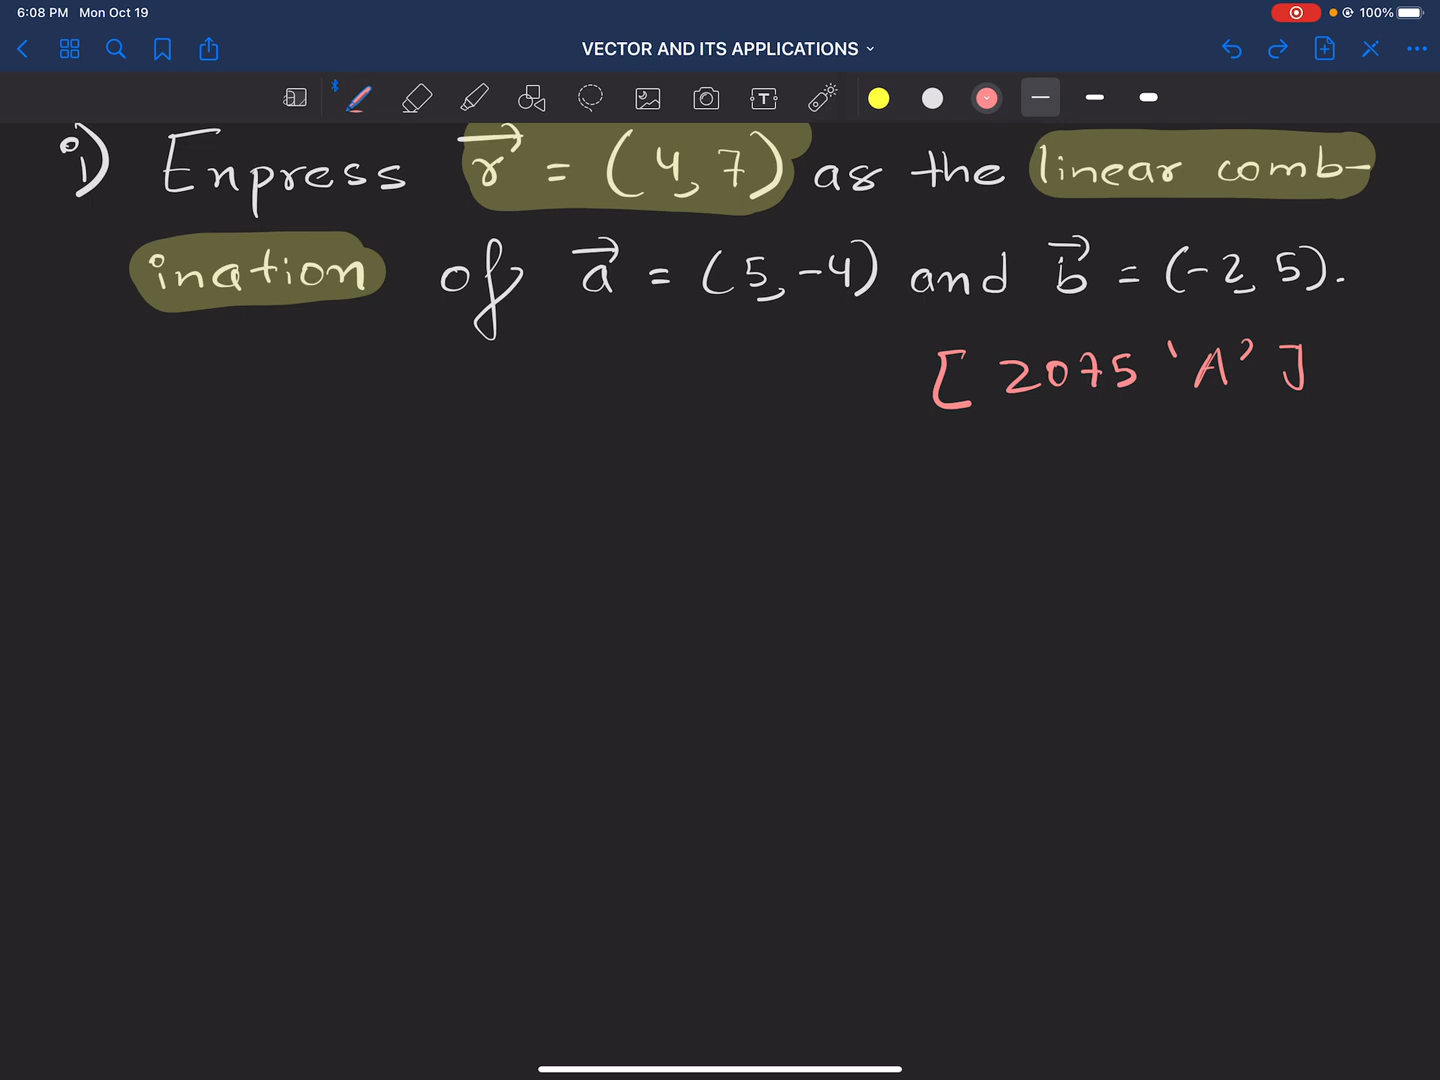 6:08 PM Mon Oct 19
100%
VECTOR AND ITS APPLICATIONS
T
i) Express r⃗ = (4, 7) as the linear comb-
ination of a⃗ = (5, -4) and b⃗ = (-2, 5).
[ 2075 'A' ]